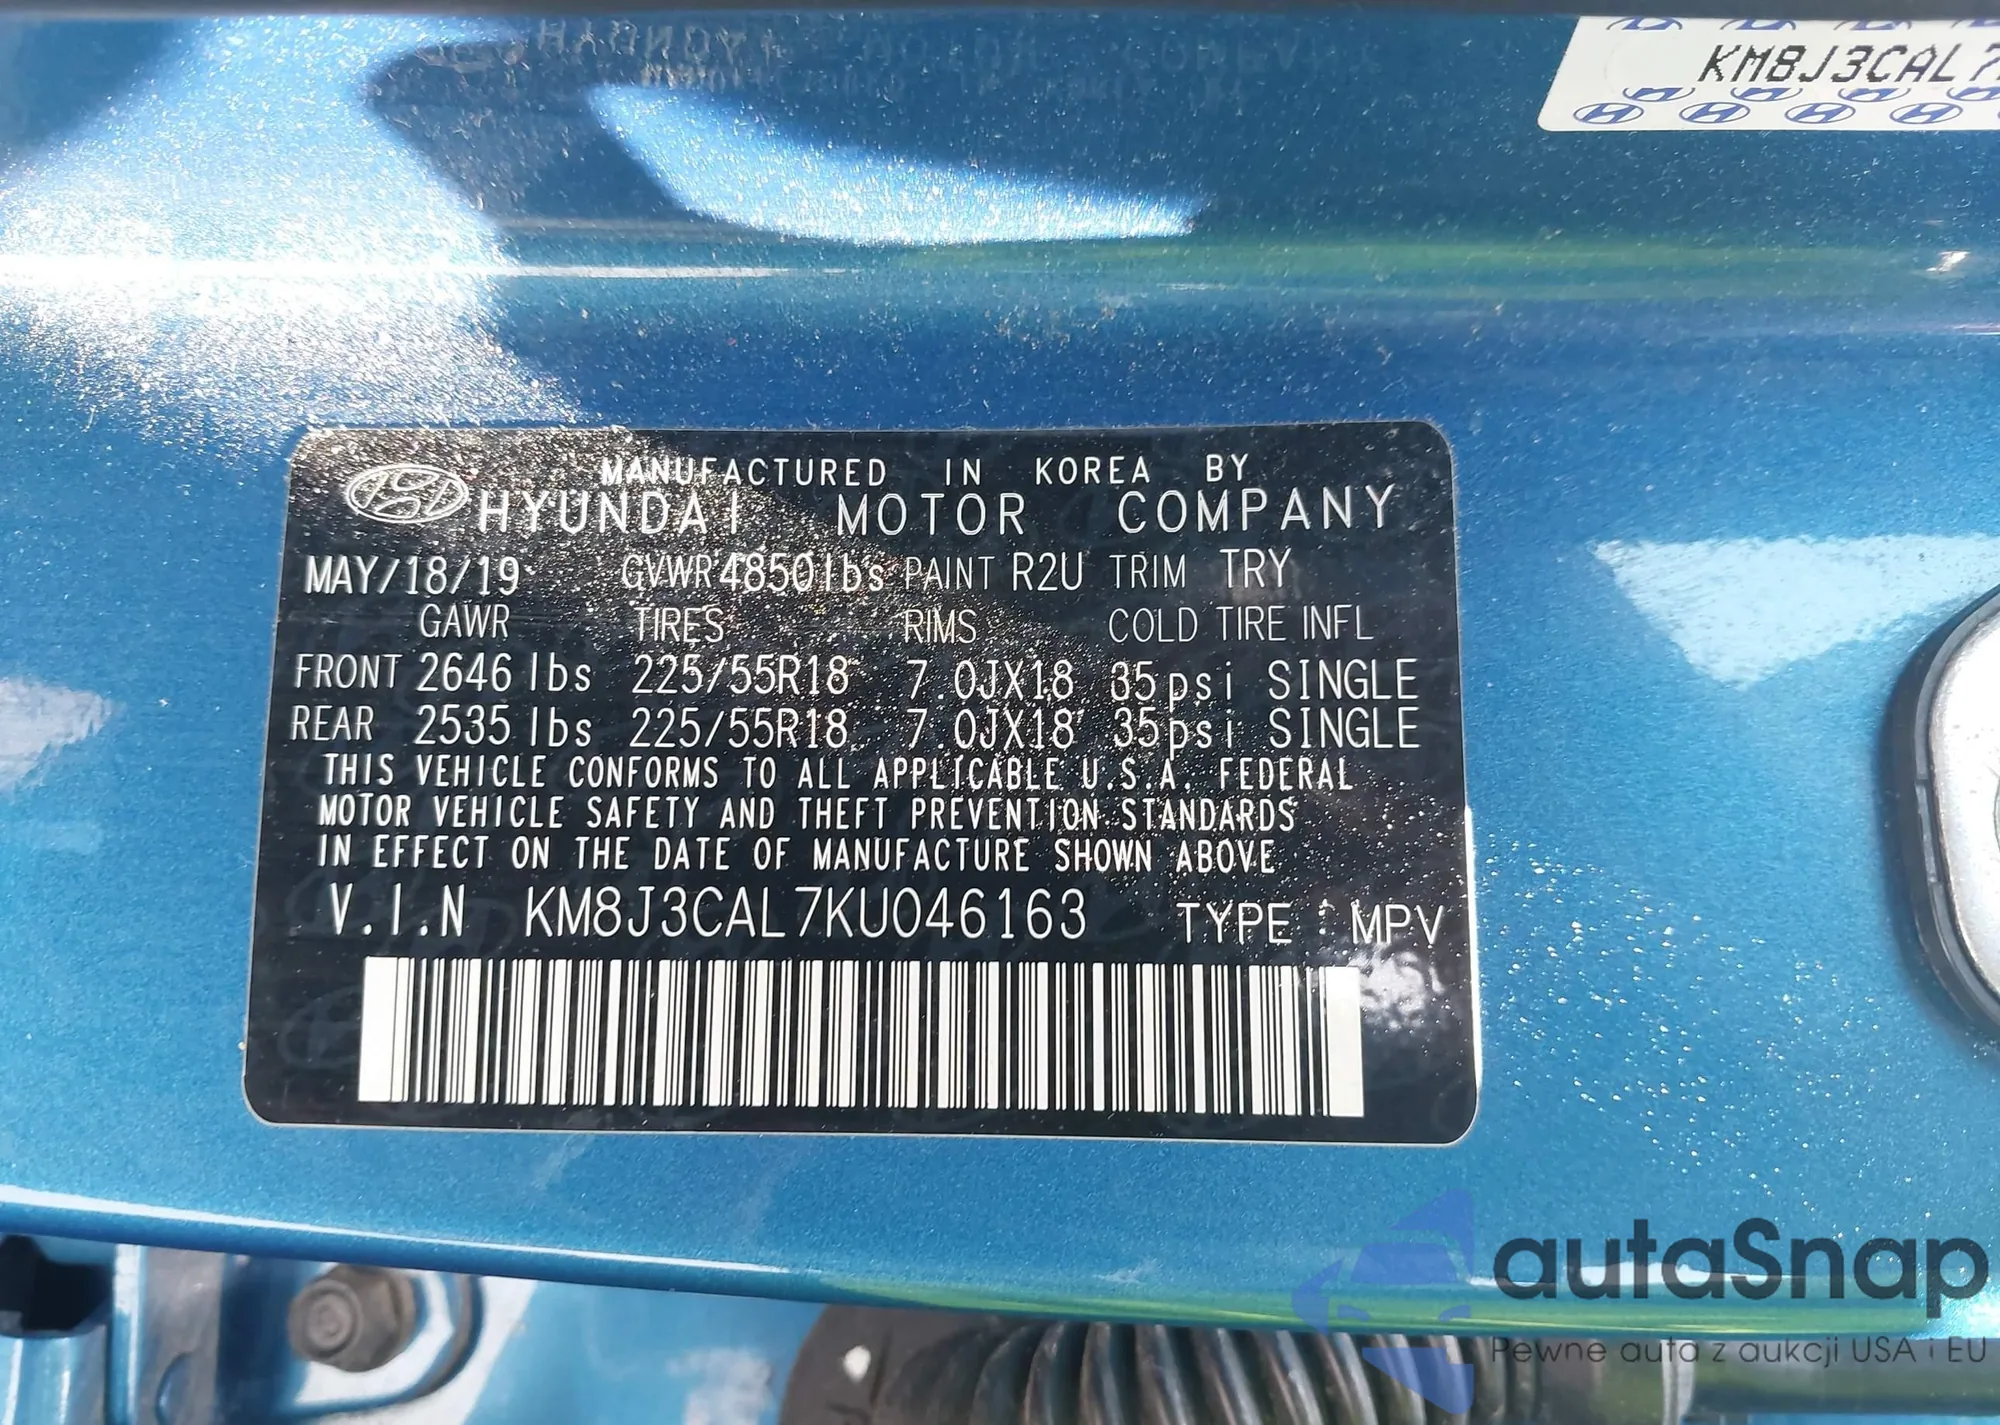 KM8J3CAL7
MANUFACTURED IN KOREA BY
HYUNDAI MOTOR COMPANY
MAY/18/19 GVWR 4850lbs PAINT R2U TRIM TRY
GAWR TIRES RIMS COLD TIRE INFL
FRONT 2646 lbs 225/55R18 7.0JX18 35psi SINGLE
REAR 2535 lbs 225/55R18 7.0JX18 35psi SINGLE
THIS VEHICLE CONFORMS TO ALL APPLICABLE U.S.A. FEDERAL
MOTOR VEHICLE SAFETY AND THEFT PREVENTION STANDARDS
IN EFFECT ON THE DATE OF MANUFACTURE SHOWN ABOVE
V.I.N KM8J3CAL7KU046163 TYPE : MPV
autaSnap
Pewne auta z aukcji USA i EU